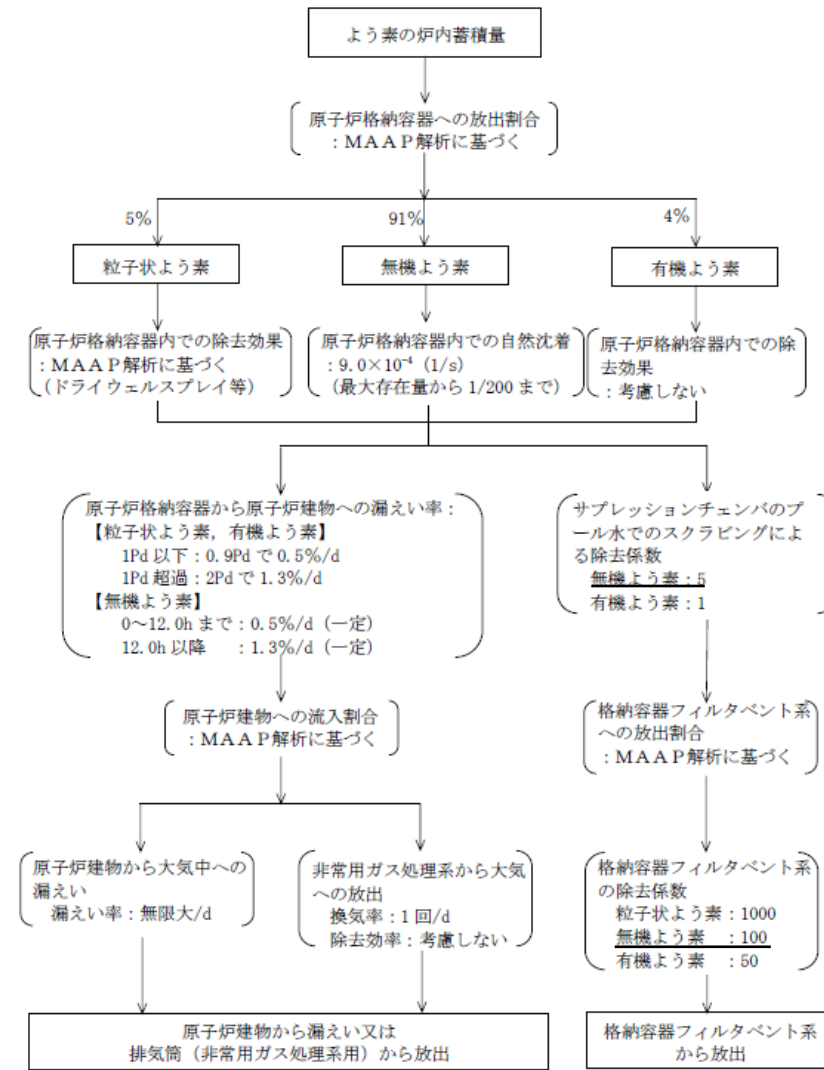 よう素の炉内蓄積量
原子炉格納容器への放出割合
：ＭＡＡＰ解析に基づく
5%
91%
4%
粒子状よう素
無機よう素
有機よう素
原子炉格納容器内での除去効果
：ＭＡＡＰ解析に基づく
（ドライウェルスプレイ等）
原子炉格納容器内での自然沈着
：9.0×10⁻⁴ (1/s)
（最大存在量から 1/200 まで）
原子炉格納容器内での除
去効果
：考慮しない
原子炉格納容器から原子炉建物への漏えい率：
【粒子状よう素，有機よう素】
1Pd 以下：0.9Pd で 0.5%/d
1Pd 超過：2Pd で 1.3%/d
【無機よう素】
0～12.0h まで：0.5%/d（一定）
12.0h 以降　：1.3%/d（一定）
サプレッションチェンバのプ
ール水でのスクラビングによ
る除去係数
無機よう素：5
有機よう素：1
原子炉建物への流入割合
：ＭＡＡＰ解析に基づく
格納容器フィルタベント系
への放出割合
：ＭＡＡＰ解析に基づく
原子炉建物から大気中への
漏えい
漏えい率：無限大/d
非常用ガス処理系から大気
への放出
換気率：1 回/d
除去効率：考慮しない
格納容器フィルタベント系
の除去係数
粒子状よう素：1000
無機よう素　：100
有機よう素　：50
原子炉建物から漏えい又は
排気筒（非常用ガス処理系用）から放出
格納容器フィルタベント系
から放出